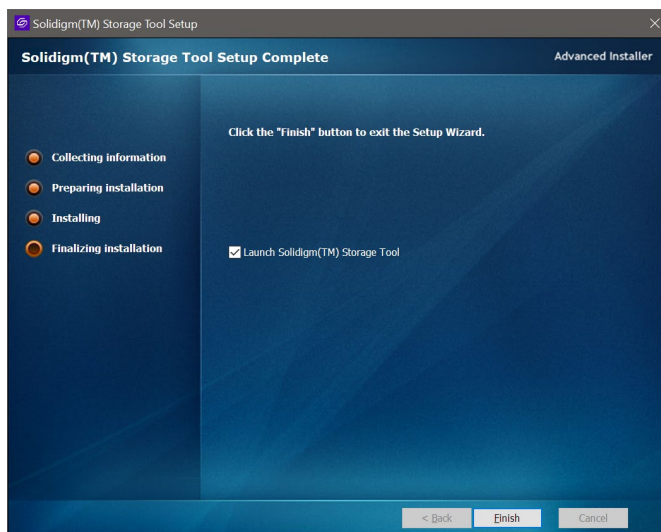 Solidigm(TM) Storage Tool Setup
Solidigm(TM) Storage Tool Setup Complete
Advanced Installer
Click the "Finish" button to exit the Setup Wizard.
Collecting information
Preparing installation
Installing
Finalizing installation
Launch Solidigm(TM) Storage Tool
< Back
Finish
Cancel